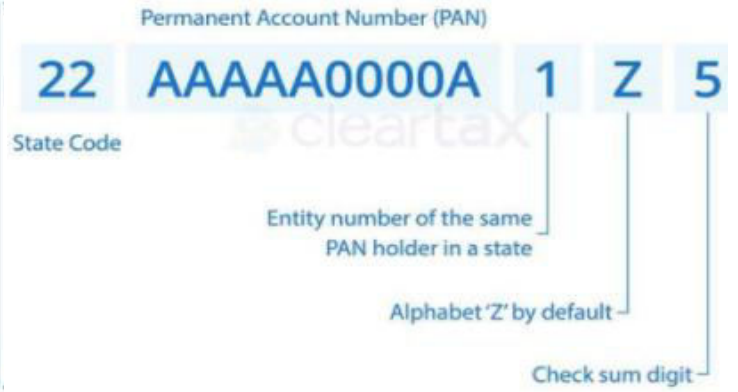 Permanent Account Number (PAN)
22 AAAAA0000A 1 Z 5
cleartax
State Code
Entity number of the same
PAN holder in a state
Alphabet 'Z' by default
Check sum digit